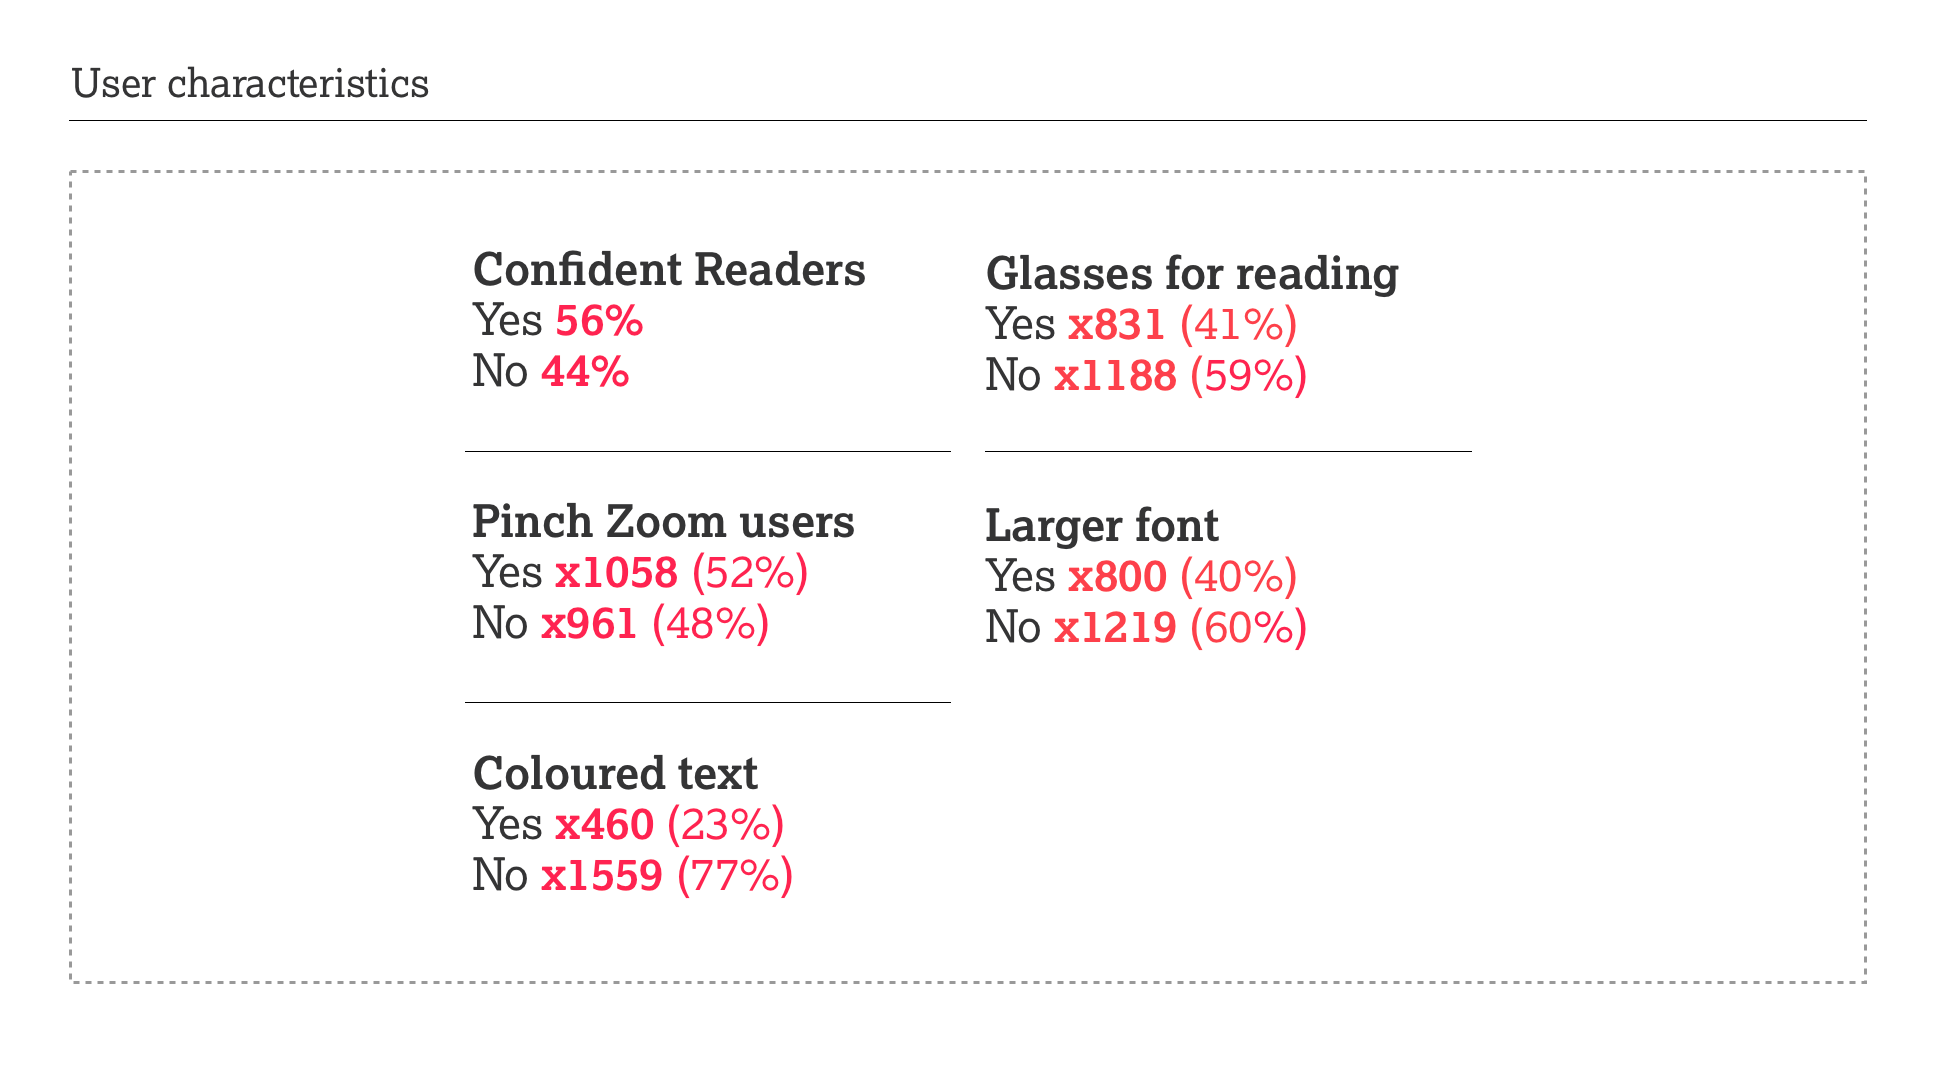 User characteristics
Confident Readers
Yes 56%
No 44%
Glasses for reading
Yes x831 (41%)
No x1188 (59%)
Pinch Zoom users
Yes x1058 (52%)
No x961 (48%)
Larger font
Yes x800 (40%)
No x1219 (60%)
Coloured text
Yes x460 (23%)
No x1559 (77%)